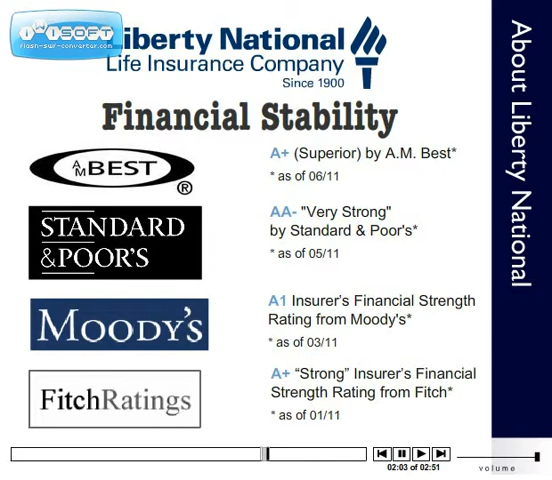 iWiSOFT
flash-swf-converter.com
Liberty National
Life Insurance Company
Since 1900
Financial Stability
About Liberty National
AM BEST ®
A+ (Superior) by A.M. Best*
* as of 06/11
STANDARD
&POOR'S
AA- "Very Strong"
by Standard & Poor's*
* as of 05/11
MOODY'S
A1 Insurer's Financial Strength
Rating from Moody's*
* as of 03/11
FitchRatings
A+ “Strong” Insurer's Financial
Strength Rating from Fitch*
* as of 01/11
02:03 of 02:51
volume